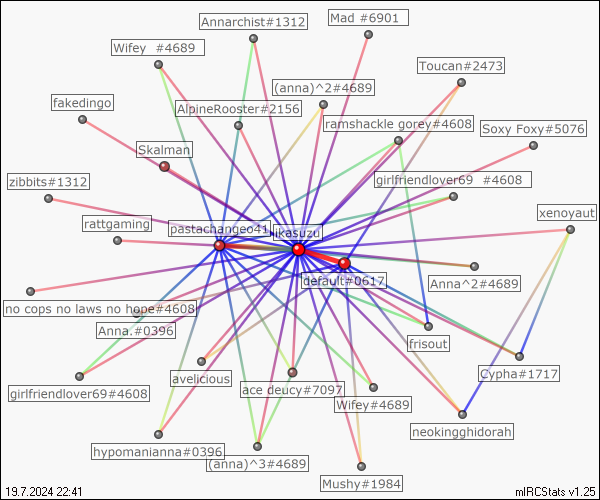 Mad #6901
Annarchist#1312
Wifey  #4689
Toucan#2473
(anna)^2#4689
fakedingo
AlpineRooster#2156
ramshackle gorey#4608
Soxy Foxy#5076
Skalman
zibbits#1312
girlfriendlover69  #4608
xenoyaut
rattgaming
pastachangeo41
ikasuzu
default#0617
Anna^2#4689
no cops no laws no hope#4608
Anna.#0396
frisout
Cypha#1717
avelicious
girlfriendlover69#4608
ace deucy#7097
Wifey#4689
neokingghidorah
hypomanianna#0396
(anna)^3#4689
Mushy#1984
19.7.2024 22:41
mIRCStats v1.25